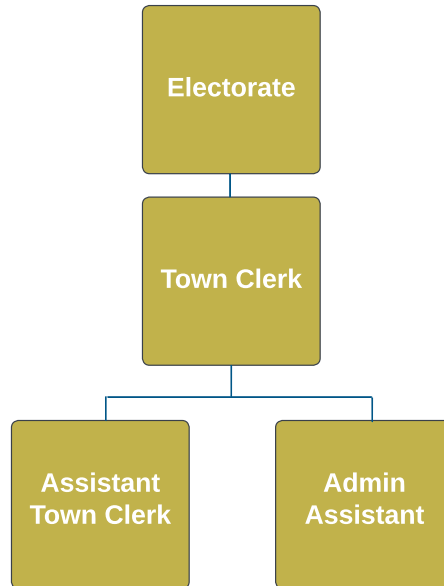 Electorate
Town Clerk
Assistant
Town Clerk
Admin
Assistant